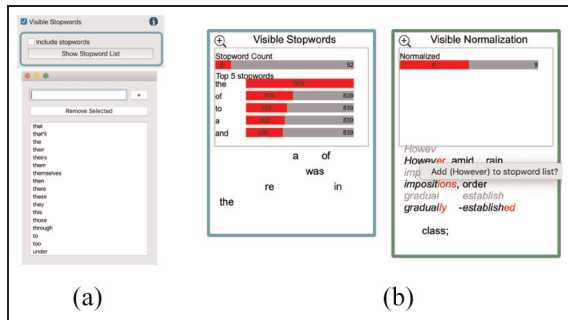 Visible Stopwords
i
Include stopwords
Show Stopword List
+
Remove Selected
that
that'll
the
their
theirs
them
themselves
then
there
these
they
this
those
through
to
too
under
(a)
Visible Stopwords
Stopword Count
52
Top 5 stopwords
the
of 839
to 839
a 839
and 839
a of
was
re in
the
Visible Normalization
Normalized
8
Howev
However, amid rain
imp
Add (However) to stopword list?
impositions, order
gradual establish
gradually -established
class;
(b)